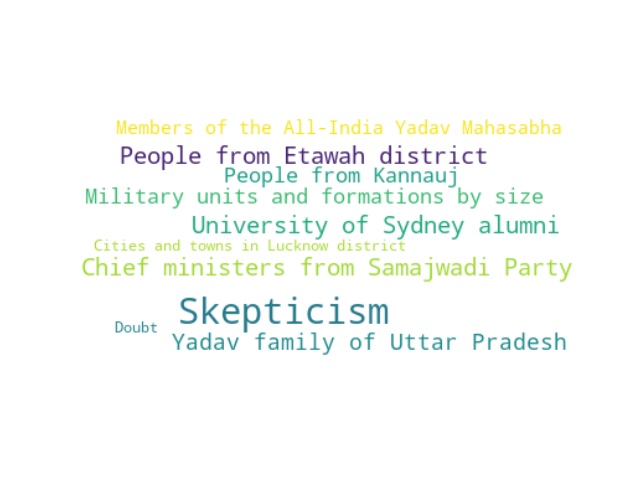 Members of the All-India Yadav Mahasabha
People from Etawah district
People from Kannauj
Military units and formations by size
University of Sydney alumni
Cities and towns in Lucknow district
Chief ministers from Samajwadi Party
Skepticism
Doubt
Yadav family of Uttar Pradesh